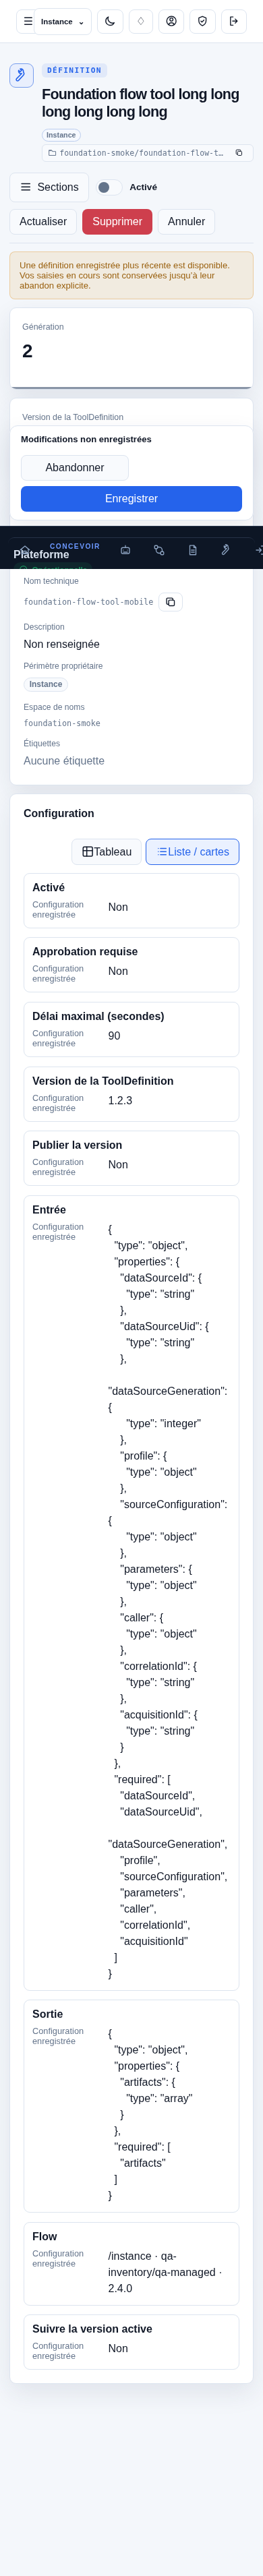 Instance
DÉFINITION
Foundation flow tool long long
long long long long
Instance
foundation-smoke/foundation-flow-t…
Sections
Activé
Actualiser
Supprimer
Annuler
Une définition enregistrée plus récente est disponible.
Vos saisies en cours sont conservées jusqu'à leur
abandon explicite.
Génération
2
Version de la ToolDefinition
Modifications non enregistrées
Abandonner
Enregistrer
CONCEVOIR
Plateforme
Opérationnelle
Nom technique
foundation-flow-tool-mobile
Description
Non renseignée
Périmètre propriétaire
Instance
Espace de noms
foundation-smoke
Étiquettes
Aucune étiquette
Configuration
Tableau
Liste / cartes
Activé
Configuration
enregistrée
Non
Approbation requise
Configuration
enregistrée
Non
Délai maximal (secondes)
Configuration
enregistrée
90
Version de la ToolDefinition
Configuration
enregistrée
1.2.3
Publier la version
Configuration
enregistrée
Non
Entrée
Configuration
enregistrée
{
"type": "object",
"properties": {
"dataSourceId": {
"type": "string"
},
"dataSourceUid": {
"type": "string"
},
"dataSourceGeneration":
{
"type": "integer"
},
"profile": {
"type": "object"
},
"sourceConfiguration":
{
"type": "object"
},
"parameters": {
"type": "object"
},
"caller": {
"type": "object"
},
"correlationId": {
"type": "string"
},
"acquisitionId": {
"type": "string"
}
},
"required": [
"dataSourceId",
"dataSourceUid",
"dataSourceGeneration",
"profile",
"sourceConfiguration",
"parameters",
"caller",
"correlationId",
"acquisitionId"
]
}
Sortie
Configuration
enregistrée
{
"type": "object",
"properties": {
"artifacts": {
"type": "array"
}
},
"required": [
"artifacts"
]
}
Flow
Configuration
enregistrée
/instance · qa-
inventory/qa-managed ·
2.4.0
Suivre la version active
Configuration
enregistrée
Non